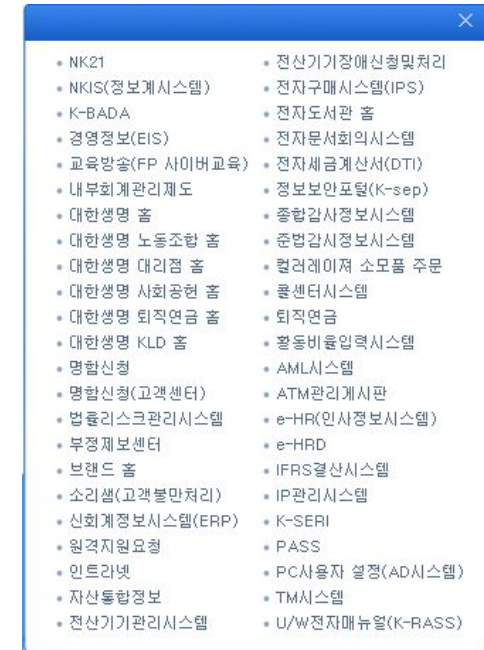 NK21
NKIS(정보계시스템)
K-BADA
경영정보(EIS)
교육방송(FP 사이버교육)
내부회계관리제도
대한생명 홈
대한생명 노동조합 홈
대한생명 대리점 홈
대한생명 사회공헌 홈
대한생명 퇴직연금 홈
대한생명 KLD 홈
명함신청
명함신청(고객센터)
법률리스크관리시스템
부정제보센터
브랜드 홈
소리샘(고객불만처리)
신회계정보시스템(ERP)
원격지원요청
인트라넷
자산통합정보
전산기기관리시스템
전산기기장애신청및처리
전자구매시스템(IPS)
전자도서관 홈
전자문서회의시스템
전자세금계산서(DTI)
정보보안포털(K-sep)
종합감사정보시스템
준법감시정보시스템
컬러레이져 소모품 주문
콜센터시스템
퇴직연금
활동비율입력시스템
AML시스템
ATM관리게시판
e-HR(인사정보시스템)
e-HRD
IFRS결산시스템
IP관리시스템
K-SERI
PASS
PC사용자 설정(AD시스템)
TM시스템
U/W전자매뉴얼(K-RASS)